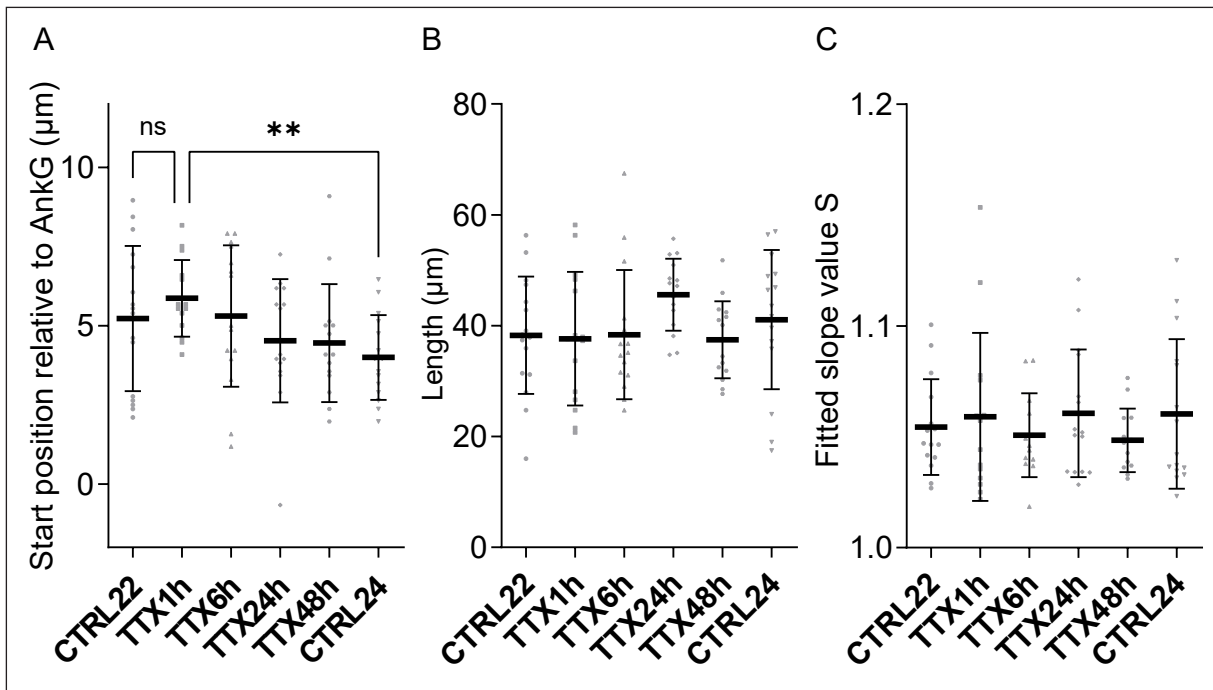 A
Start position relative to AnkG (μm)
10
5
0
ns
**
CTRL22
TTX1h
TTX6h
TTX24h
TTX48h
CTRL24
B
Length (μm)
80
60
40
20
0
CTRL22
TTX1h
TTX6h
TTX24h
TTX48h
CTRL24
C
Fitted slope value S
1.2
1.1
1.0
CTRL22
TTX1h
TTX6h
TTX24h
TTX48h
CTRL24